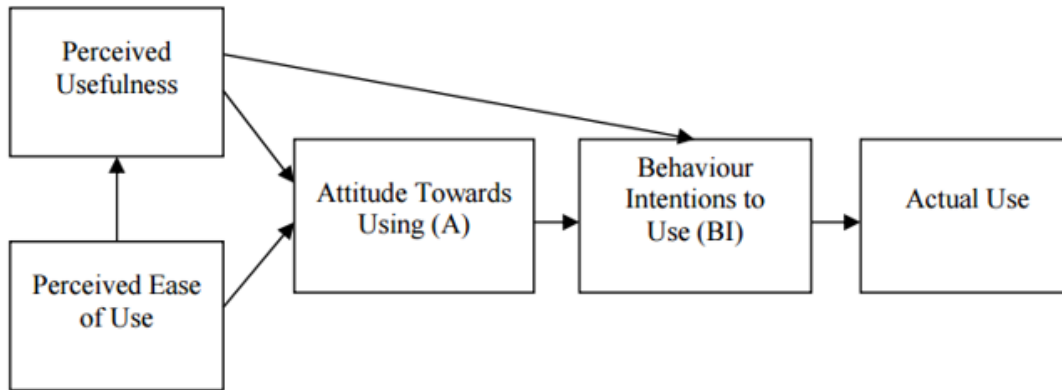 Perceived
Usefulness
Perceived Ease
of Use
Attitude Towards
Using (A)
Behaviour
Intentions to
Use (BI)
Actual Use